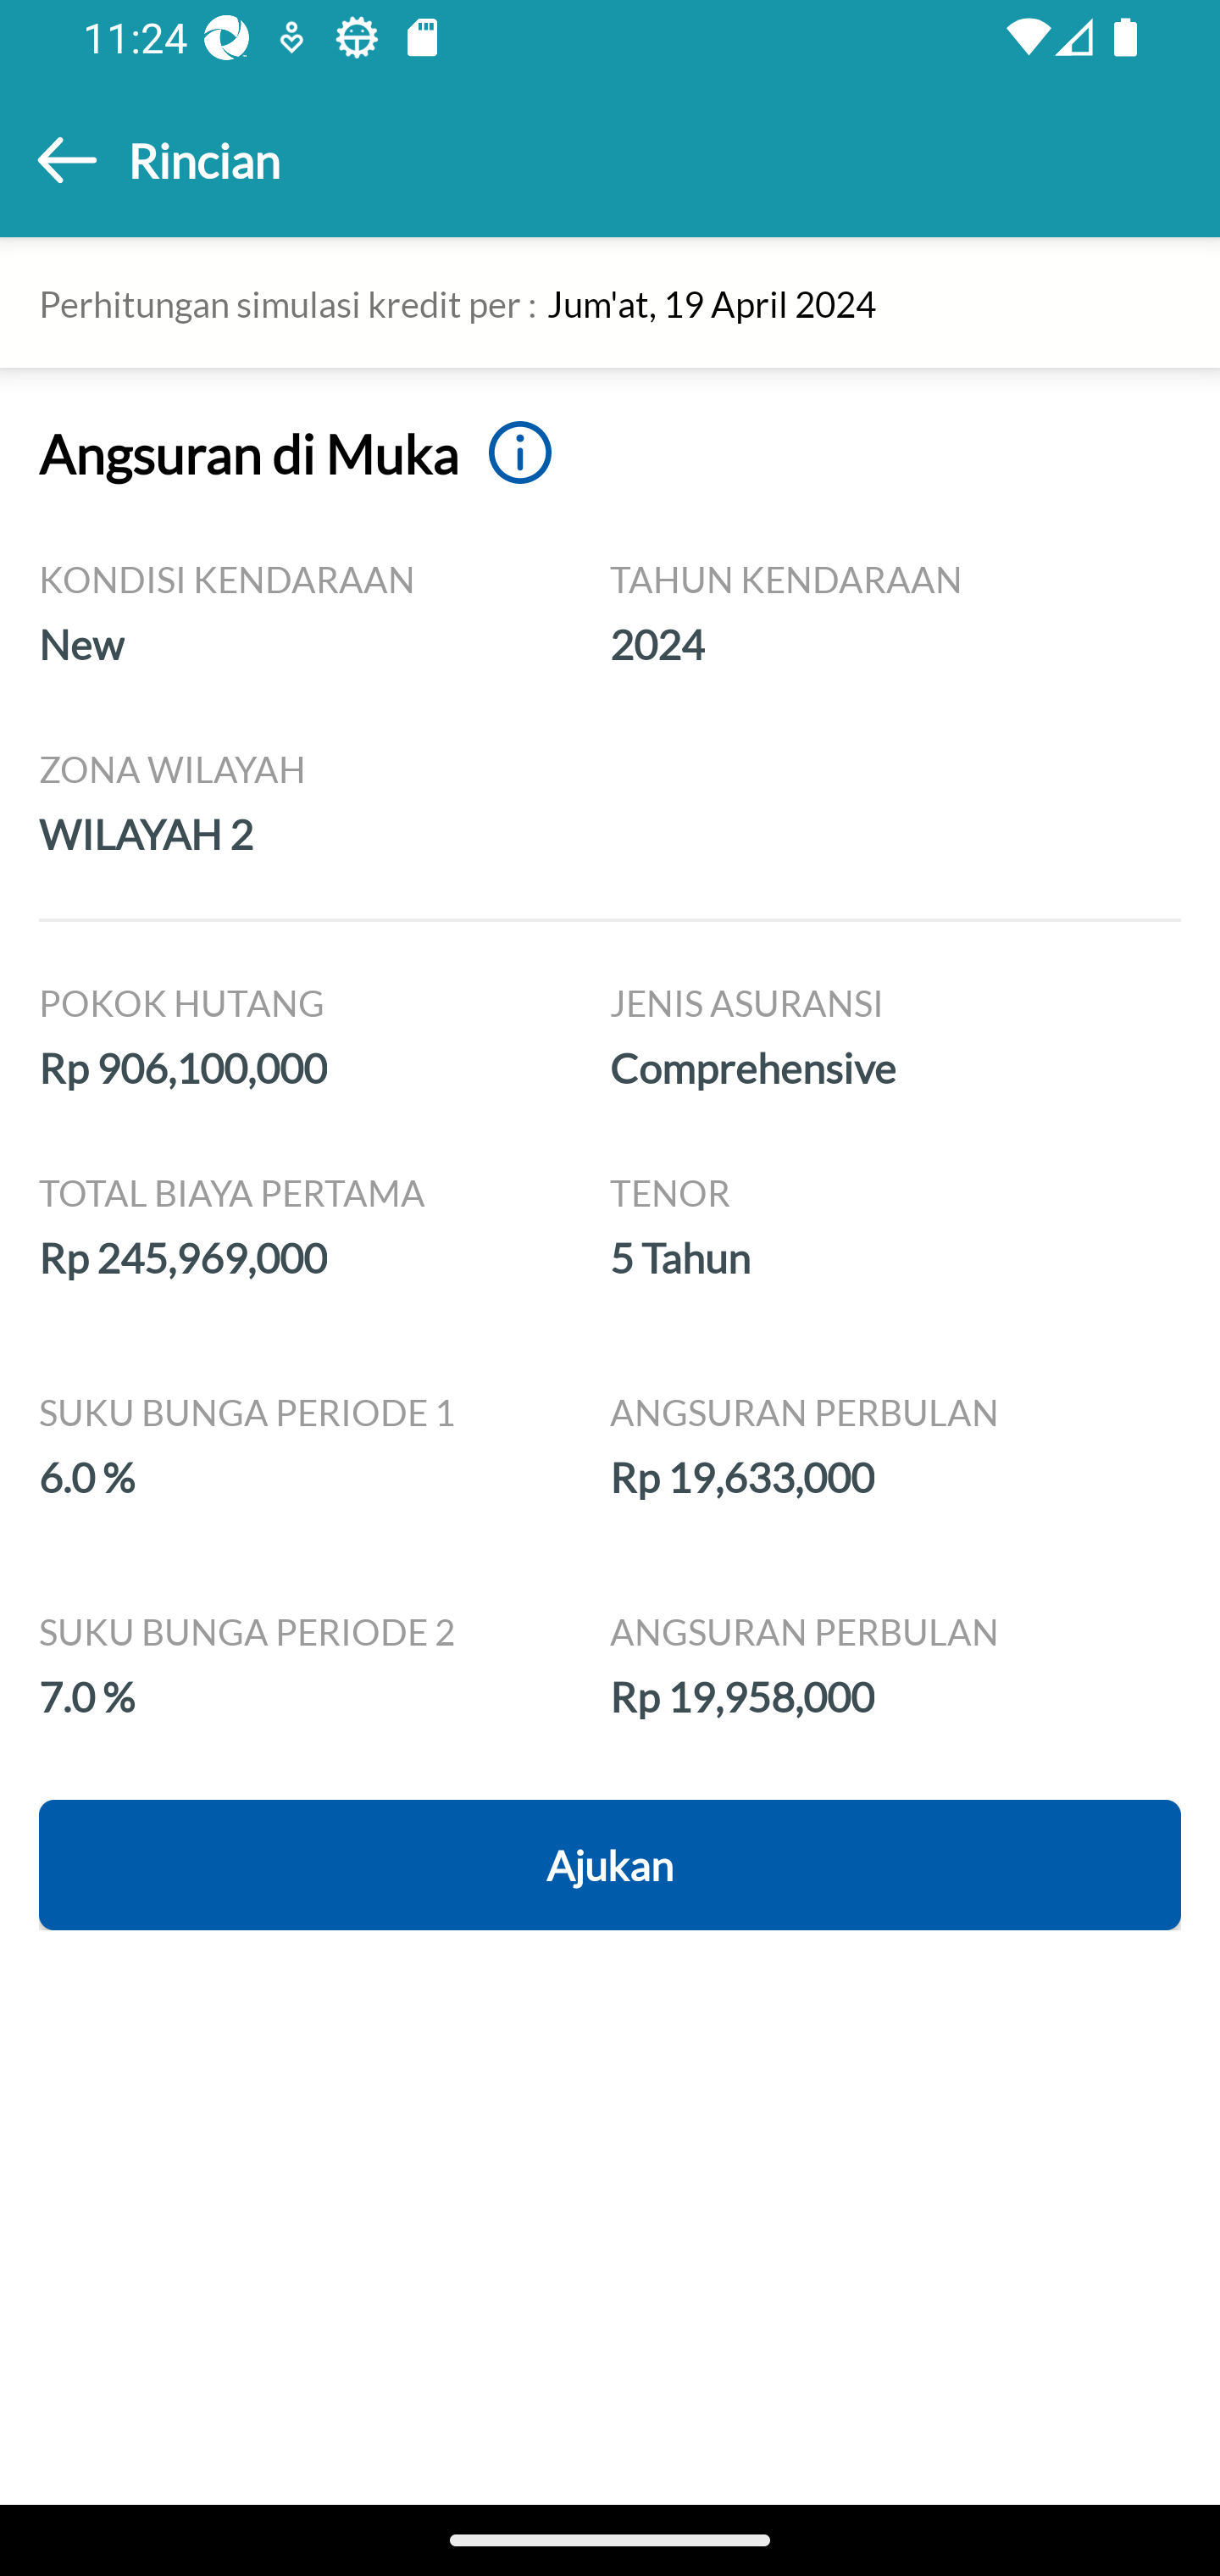 11:24
Rincian
Perhitungan simulasi kredit per : Jum'at, 19 April 2024
Angsuran di Muka
KONDISI KENDARAAN
New
TAHUN KENDARAAN
2024
ZONA WILAYAH
WILAYAH 2
POKOK HUTANG
Rp 906,100,000
JENIS ASURANSI
Comprehensive
TOTAL BIAYA PERTAMA
Rp 245,969,000
TENOR
5 Tahun
SUKU BUNGA PERIODE 1
6.0 %
ANGSURAN PERBULAN
Rp 19,633,000
SUKU BUNGA PERIODE 2
7.0 %
ANGSURAN PERBULAN
Rp 19,958,000
Ajukan